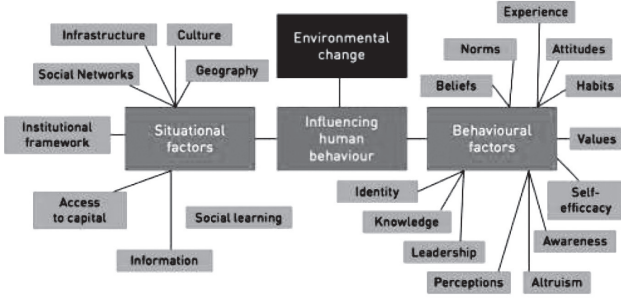 Experience
Infrastructure
Culture
Environmental
change
Norms
Attitudes
Social Networks
Geography
Beliefs
Habits
Institutional
framework
Situational
factors
Influencing
human
behaviour
Behavioural
factors
Values
Access
to capital
Social learning
Identity
Self-
efficcacy
Knowledge
Awareness
Information
Leadership
Perceptions
Altruism